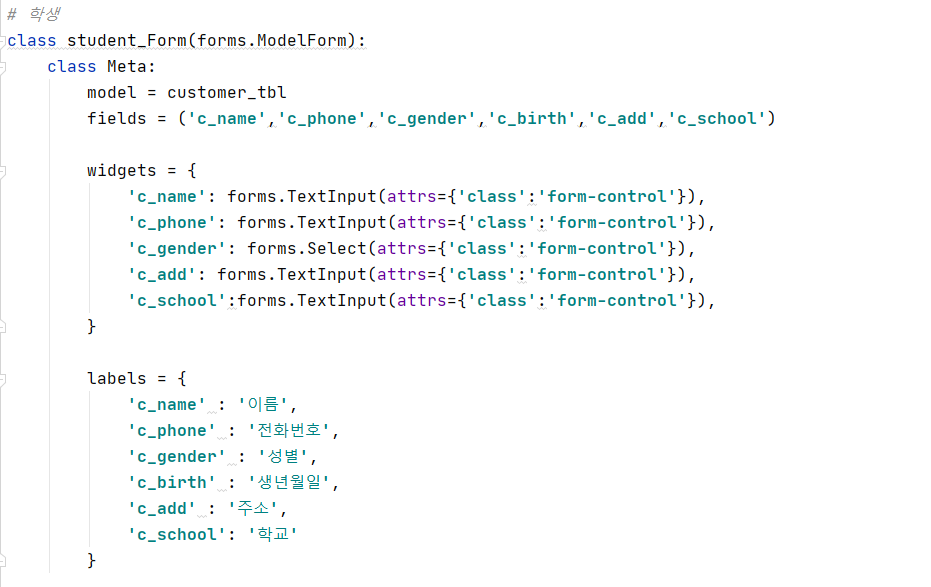 # 학생
class student_Form(forms.ModelForm):
    class Meta:
        model = customer_tbl
        fields = ('c_name','c_phone','c_gender','c_birth','c_add','c_school')

        widgets = {
            'c_name': forms.TextInput(attrs={'class':'form-control'}),
            'c_phone': forms.TextInput(attrs={'class':'form-control'}),
            'c_gender': forms.Select(attrs={'class':'form-control'}),
            'c_add': forms.TextInput(attrs={'class':'form-control'}),
            'c_school':forms.TextInput(attrs={'class':'form-control'}),
        }

        labels = {
            'c_name' : '이름',
            'c_phone' : '전화번호',
            'c_gender' : '성별',
            'c_birth' : '생년월일',
            'c_add' : '주소',
            'c_school': '학교'
        }